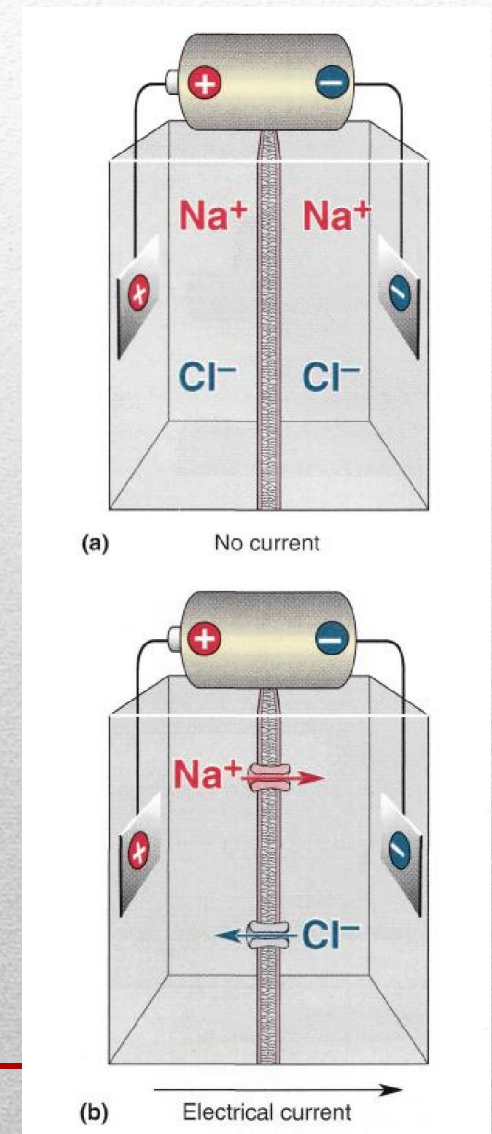 + −
Na⁺ Na⁺
+ −
Cl⁻ Cl⁻
(a) No current
+ −
Na⁺
+ −
Cl⁻
(b) Electrical current